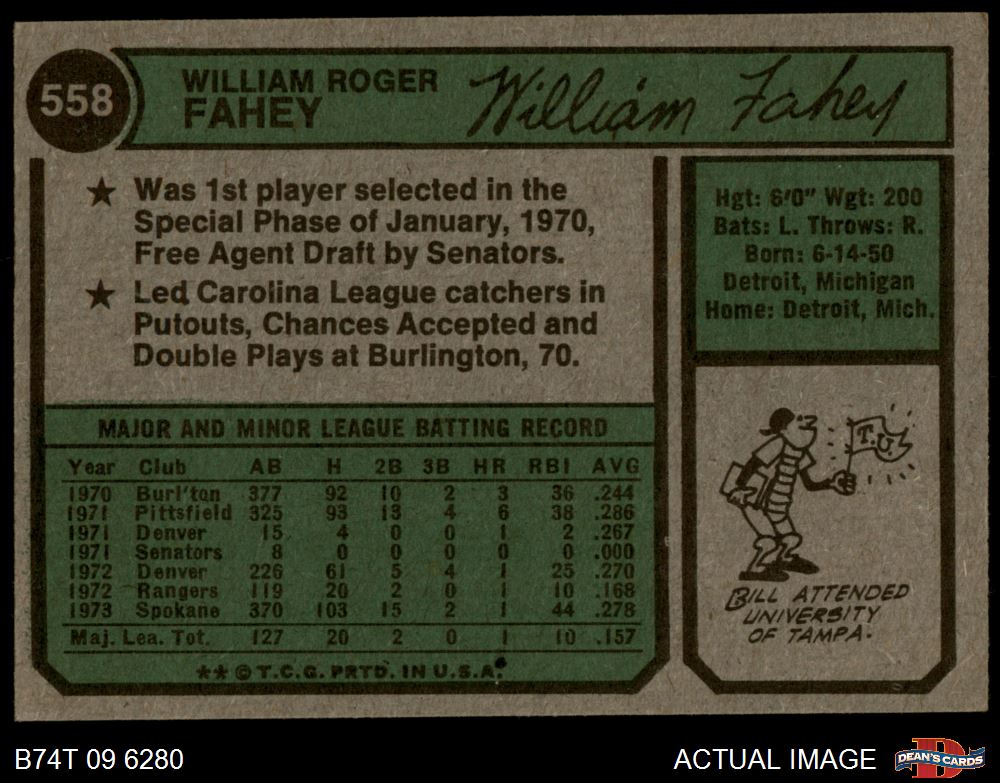 558
WILLIAM ROGER
FAHEY
William Fahey
★ Was 1st player selected in the
Special Phase of January, 1970,
Free Agent Draft by Senators.
★ Led Carolina League catchers in
Putouts, Chances Accepted and
Double Plays at Burlington, 70.
Hgt: 6'0" Wgt: 200
Bats: L. Throws: R.
Born: 6-14-50
Detroit, Michigan
Home: Detroit, Mich.
MAJOR AND MINOR LEAGUE BATTING RECORD
Year Club AB H 2B 3B HR RBI AVG
1970 Burl'ton 377 92 10 2 3 36 .244
1971 Pittsfield 325 93 13 4 6 38 .286
1971 Denver 15 4 0 0 1 2 .267
1971 Senators 8 0 0 0 0 0 .000
1972 Denver 226 61 5 4 1 25 .270
1972 Rangers 119 20 2 0 1 10 .168
1973 Spokane 370 103 15 2 1 44 .278
Maj. Lea. Tot. 127 20 2 0 1 10 .157
** © T.C.G. PRTD. IN U.S.A.
T.U.
BILL ATTENDED
UNIVERSITY
OF TAMPA.
B74T 09 6280
ACTUAL IMAGE
D
DEAN'S CARDS